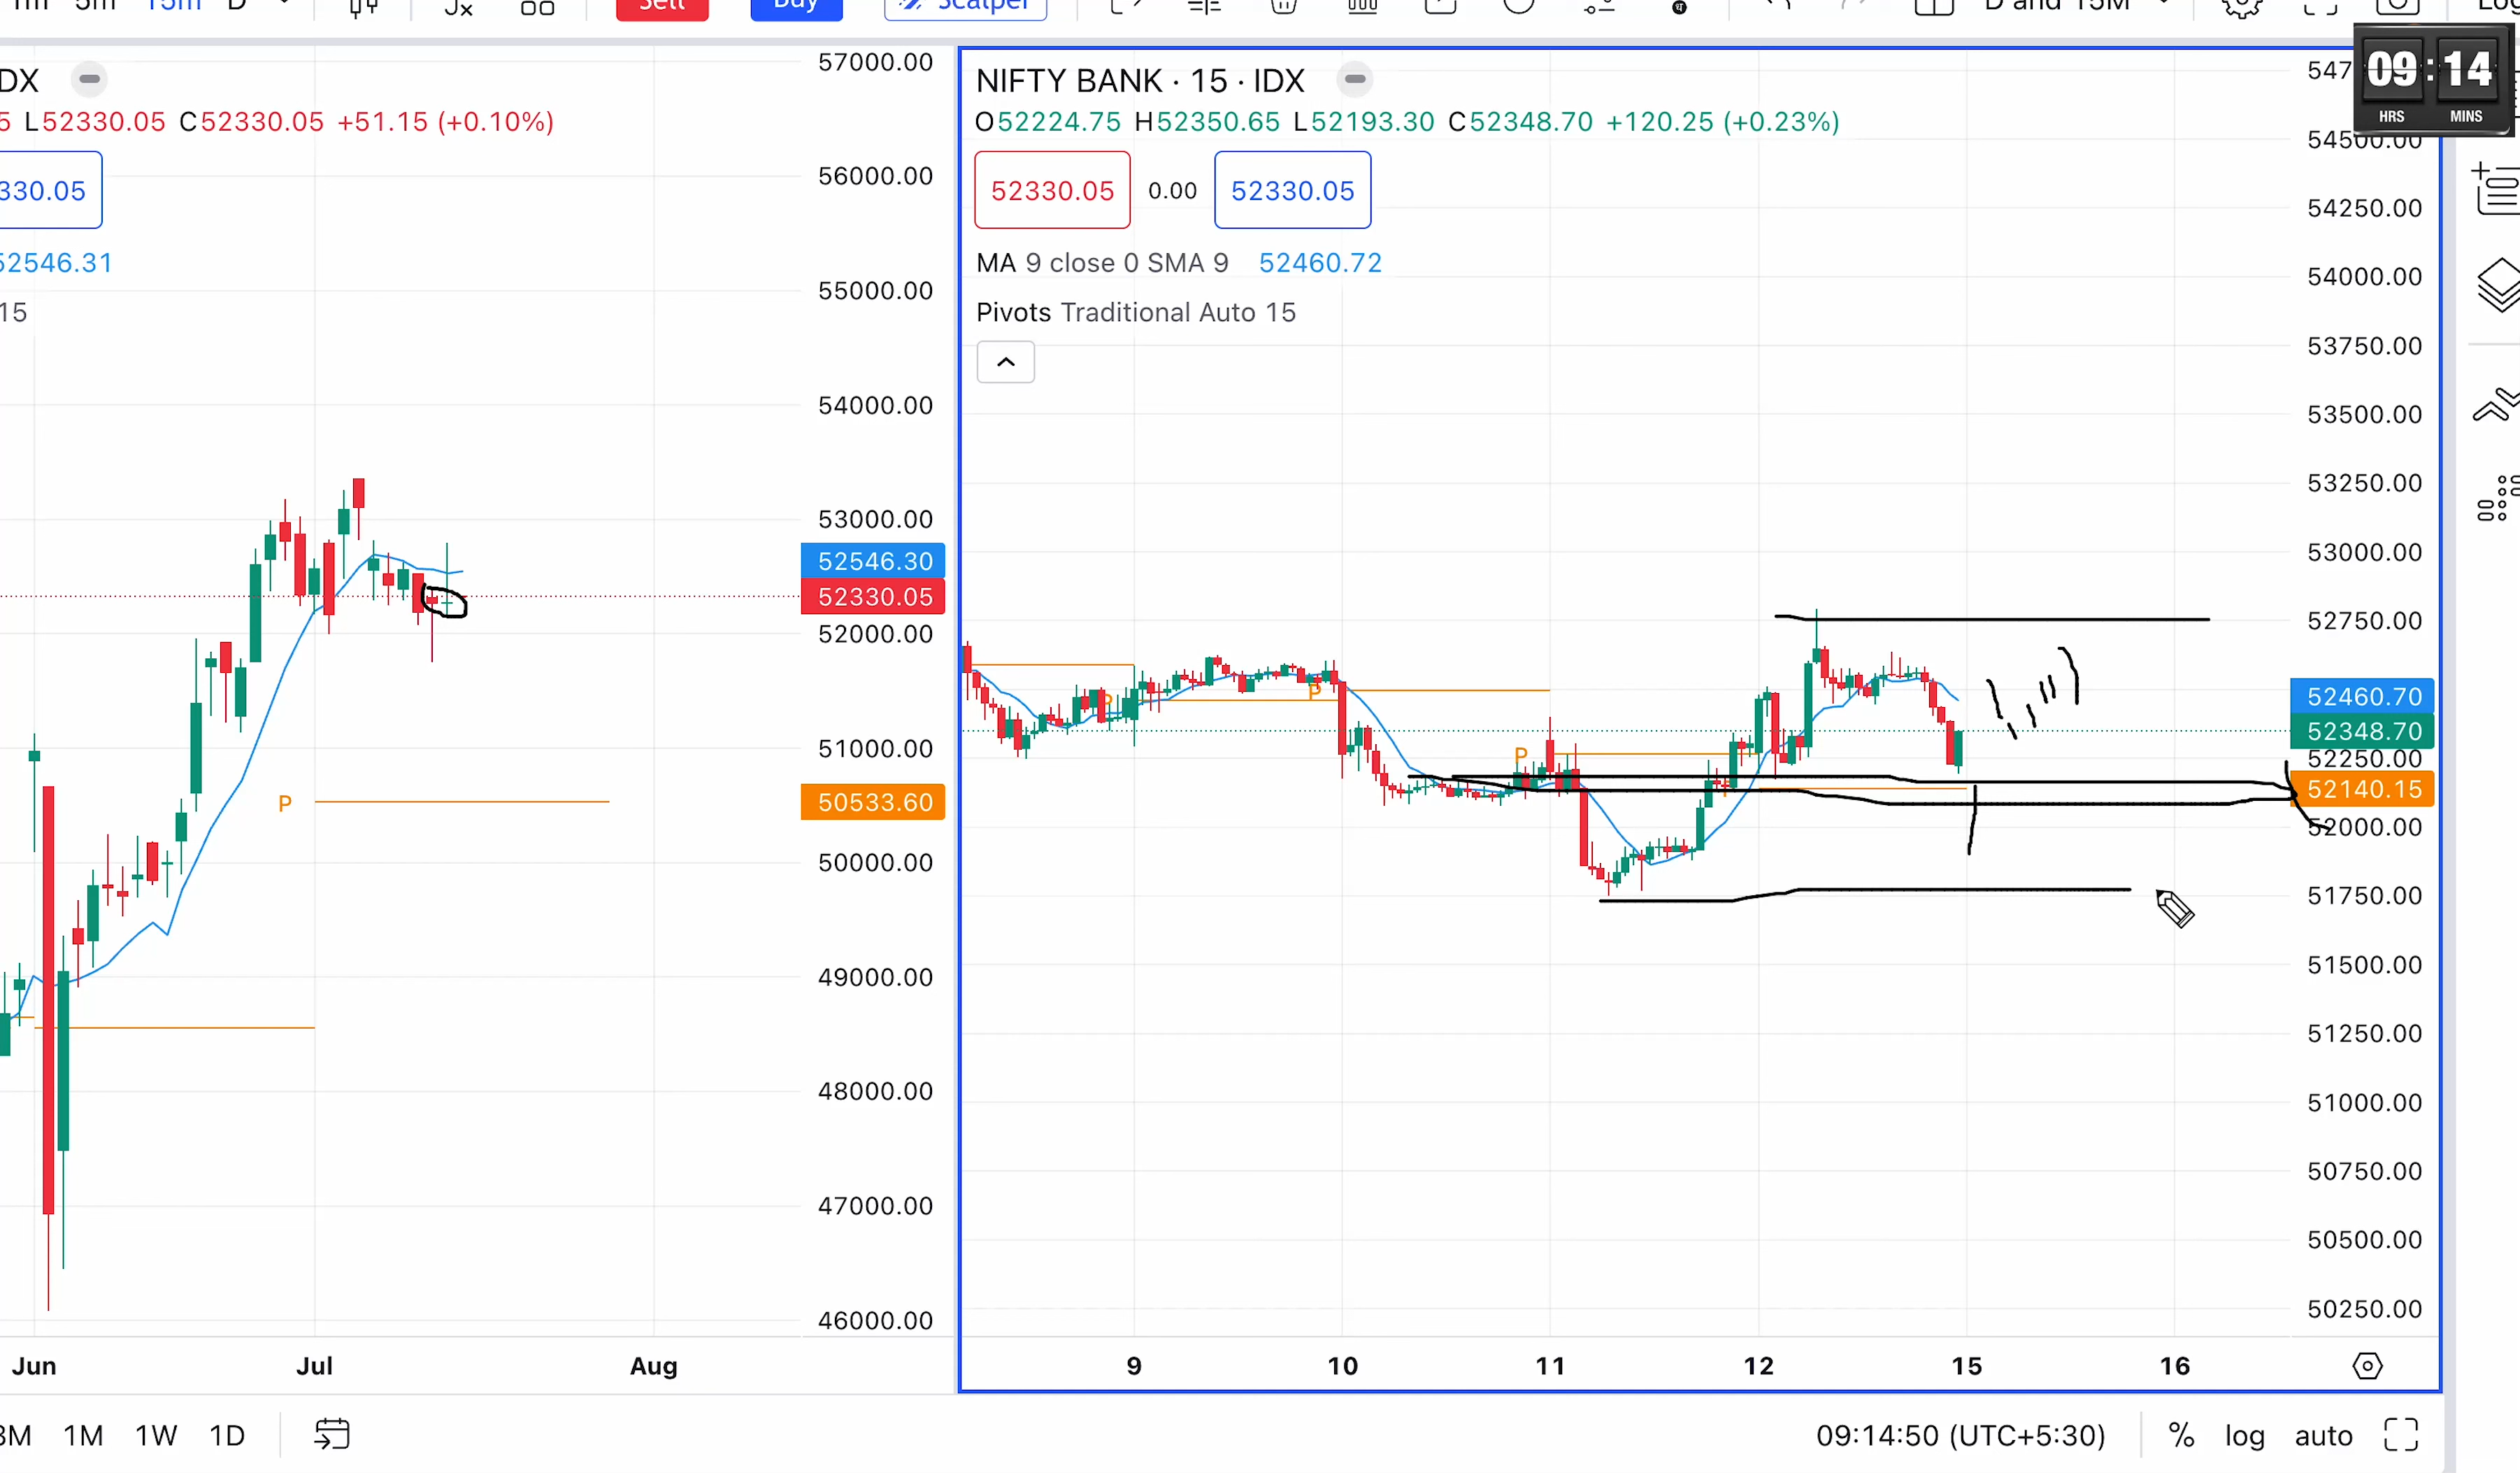 1m 5m 15m D Sell Buy Scalper D and 15M
09:14
HRS MINS
DX
L52330.05 C52330.05 +51.15 (+0.10%)
330.05
52546.31
15
57000.00
56000.00
55000.00
54000.00
53000.00
52546.30
52330.05
52000.00
51000.00
50533.60
50000.00
49000.00
48000.00
47000.00
46000.00
P
Jun Jul Aug
NIFTY BANK · 15 · IDX
O52224.75 H52350.65 L52193.30 C52348.70 +120.25 (+0.23%)
52330.05 0.00 52330.05
MA 9 close 0 SMA 9 52460.72
Pivots Traditional Auto 15
P
P
P
54500.00
54250.00
54000.00
53750.00
53500.00
53250.00
53000.00
52750.00
52460.70
52348.70
52250.00
52140.15
52000.00
51750.00
51500.00
51250.00
51000.00
50750.00
50500.00
50250.00
9 10 11 12 15 16
3M 1M 1W 1D
09:14:50 (UTC+5:30) % log auto